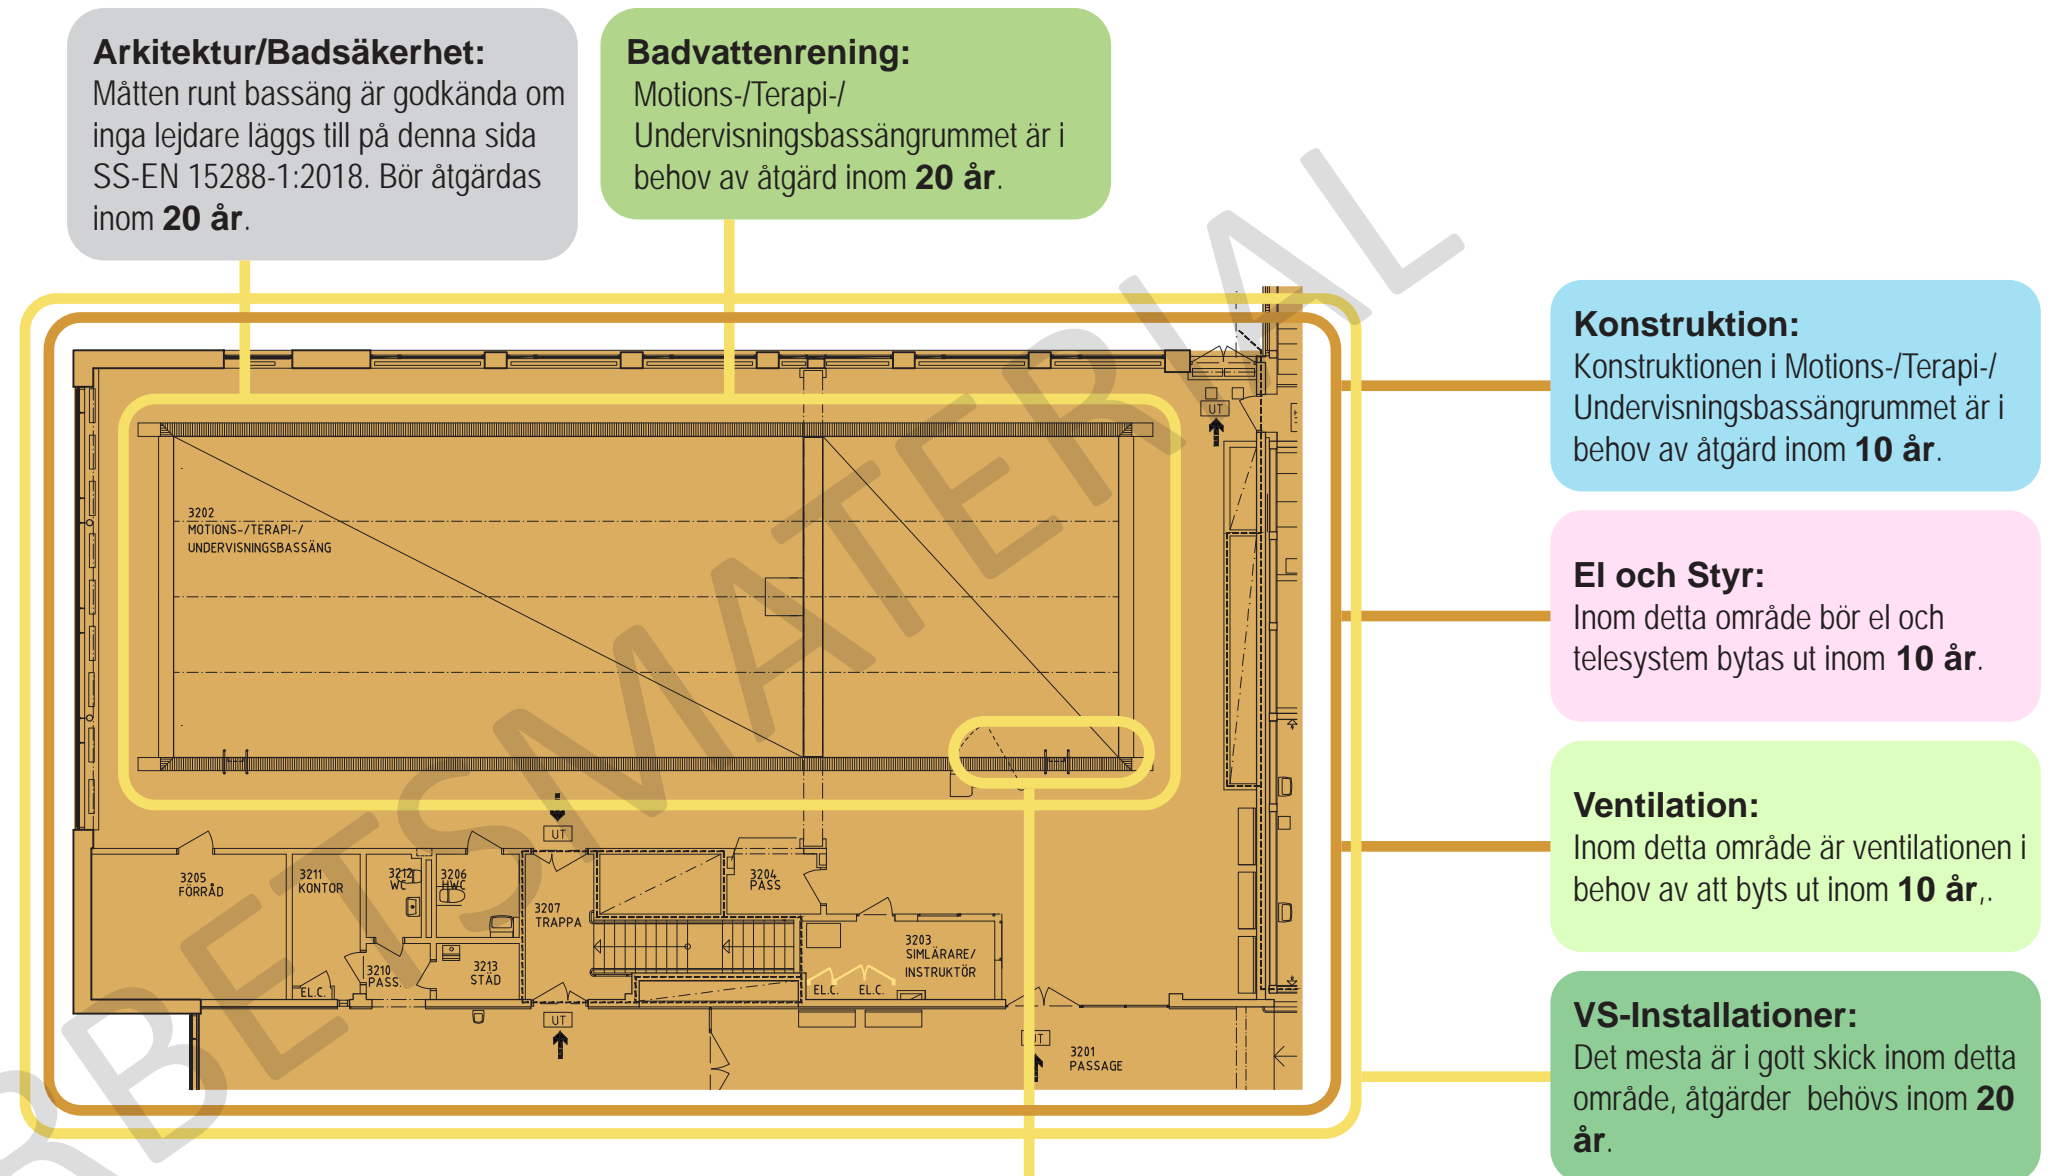 Arkitektur/Badsäkerhet:
Måtten runt bassäng är godkända om
inga lejdare läggs till på denna sida
SS-EN 15288-1:2018. Bör åtgärdas
inom 20 år.
Badvattenrening:
Motions-/Terapi-/
Undervisningsbassängrummet är i
behov av åtgärd inom 20 år.
Konstruktion:
Konstruktionen i Motions-/Terapi-/
Undervisningsbassängrummet är i
behov av åtgärd inom 10 år.
El och Styr:
Inom detta område bör el och
telesystem bytas ut inom 10 år.
Ventilation:
Inom detta område är ventilationen i
behov av att byts ut inom 10 år,.
VS-Installationer:
Det mesta är i gott skick inom detta
område, åtgärder  behövs inom 20
år.
UT
3202
MOTIONS-/TERAPI-/
UNDERVISNINGSBASSÄNG
UT
3205
FÖRRÅD
3211
KONTOR
3212
WC
3206
HWC
3207
TRAPPA
3204
PASS
3203
SIMLÄRARE/
INSTRUKTÖR
3210
PASS.
3213
STÄD
EL.C.
EL.C.
EL.C.
UT
UT
3201
PASSAGE
RBETSMATERIAL